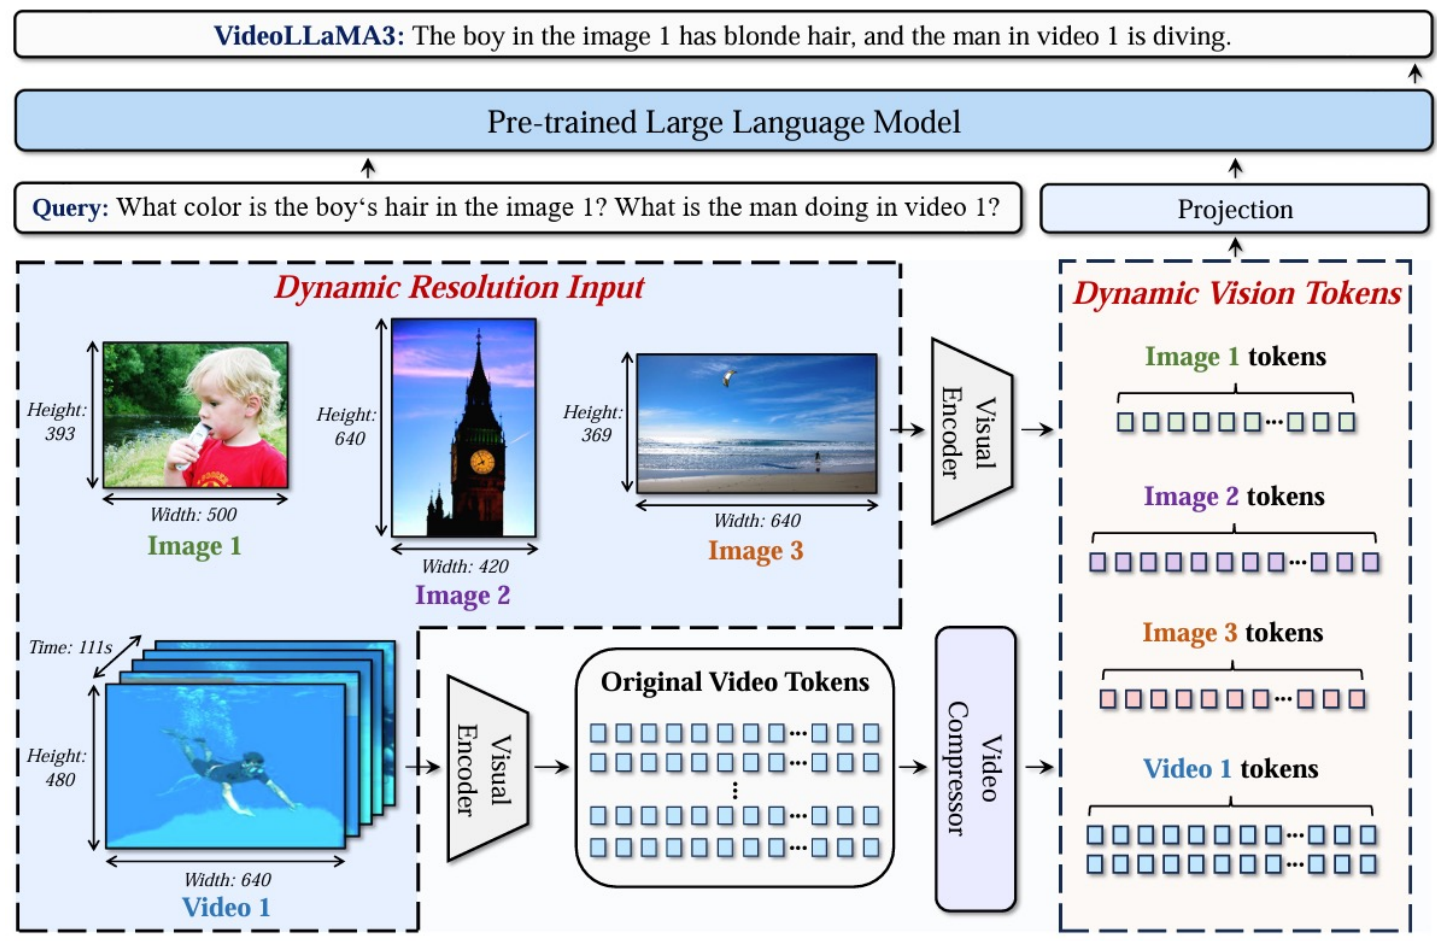 VideoLLaMA3: The boy in the image 1 has blonde hair, and the man in video 1 is diving.
Pre-trained Large Language Model
Query: What color is the boy‘s hair in the image 1? What is the man doing in video 1?
Projection
Dynamic Resolution Input
Height:
393
Width: 500
Image 1
Height:
640
Width: 420
Image 2
Height:
369
Width: 640
Image 3
Visual
Encoder
Time: 111s
Height:
480
Width: 640
Video 1
Visual
Encoder
Original Video Tokens
...
...
...
...
...
Video
Compressor
Dynamic Vision Tokens
Image 1 tokens
...
Image 2 tokens
...
Image 3 tokens
...
Video 1 tokens
...
...